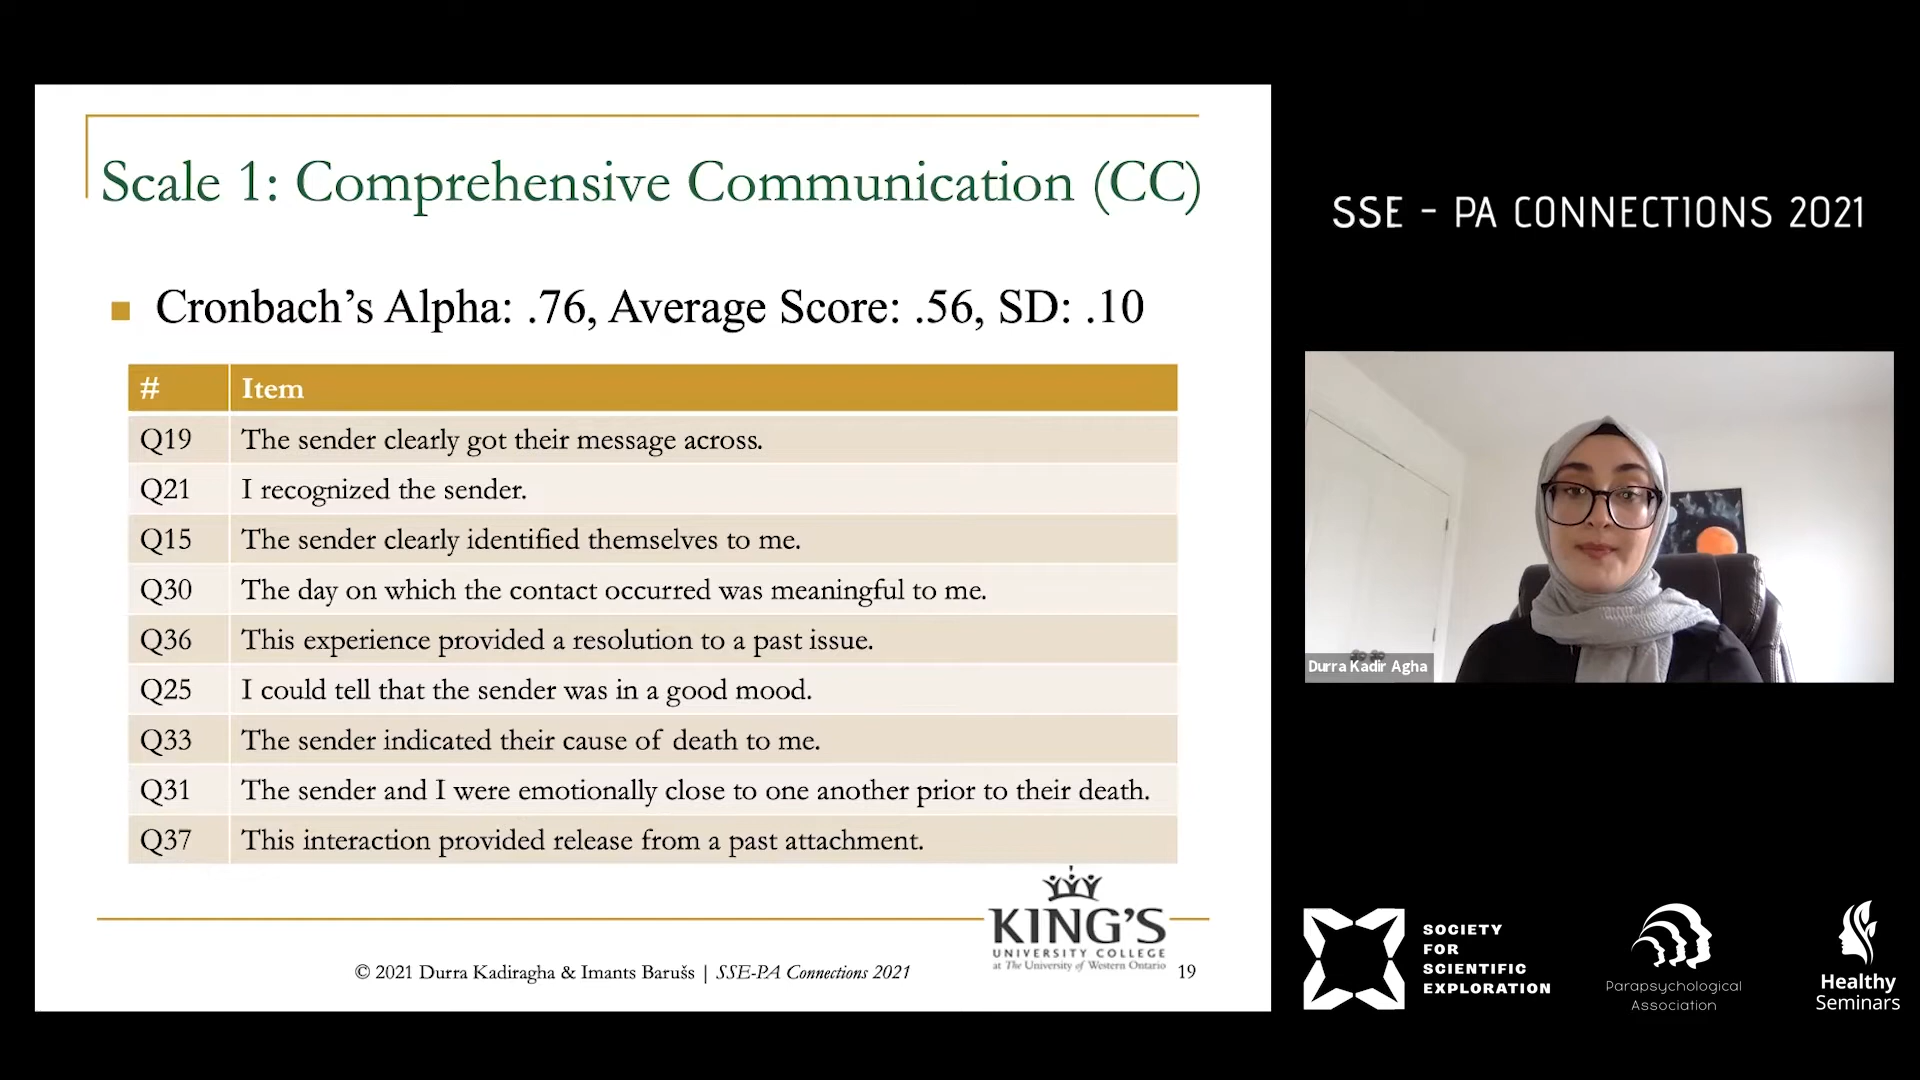 Scale 1: Comprehensive Communication (CC)
Cronbach's Alpha: .76, Average Score: .56, SD: .10
# Item
Q19 The sender clearly got their message across.
Q21 I recognized the sender.
Q15 The sender clearly identified themselves to me.
Q30 The day on which the contact occurred was meaningful to me.
Q36 This experience provided a resolution to a past issue.
Q25 I could tell that the sender was in a good mood.
Q33 The sender indicated their cause of death to me.
Q31 The sender and I were emotionally close to one another prior to their death.
Q37 This interaction provided release from a past attachment.
KING'S
UNIVERSITY COLLEGE
at The University of Western Ontario
© 2021 Durra Kadiragha & Imants Barušs | SSE-PA Connections 2021
19
SSE - PA CONNECTIONS 2021
Durra Kadir Agha
SOCIETY
FOR
SCIENTIFIC
EXPLORATION
Parapsychological
Association
Healthy
Seminars